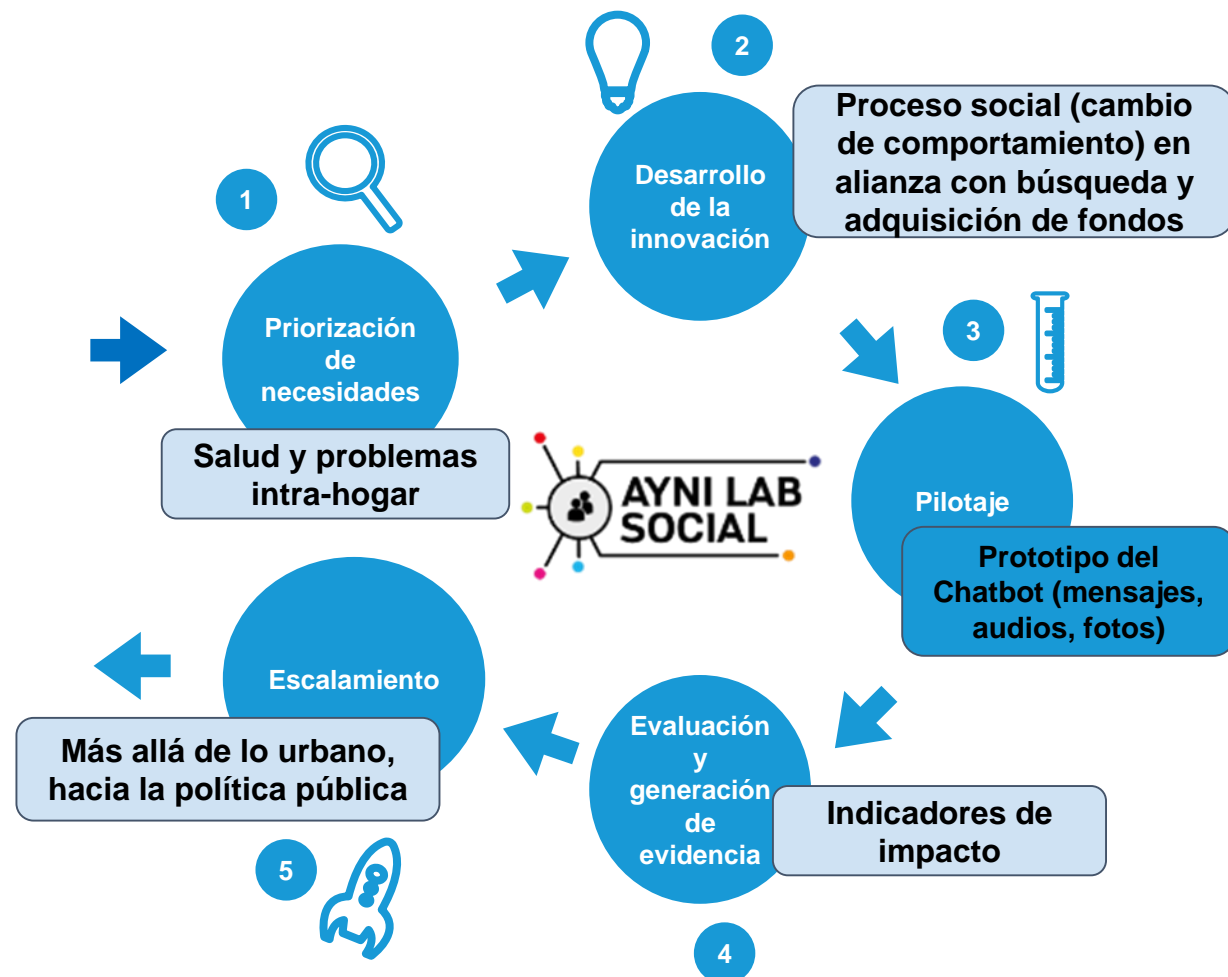 1
Priorización
de
necesidades
Salud y problemas
intra-hogar
2
Desarrollo
de la
innovación
Proceso social (cambio
de comportamiento) en
alianza con búsqueda y
adquisición de fondos
3
Pilotaje
Prototipo del
Chatbot (mensajes,
audios, fotos)
AYNI LAB
SOCIAL
Evaluación
y
generación
de
evidencia
Indicadores de
impacto
4
Escalamiento
Más allá de lo urbano,
hacia la política pública
5